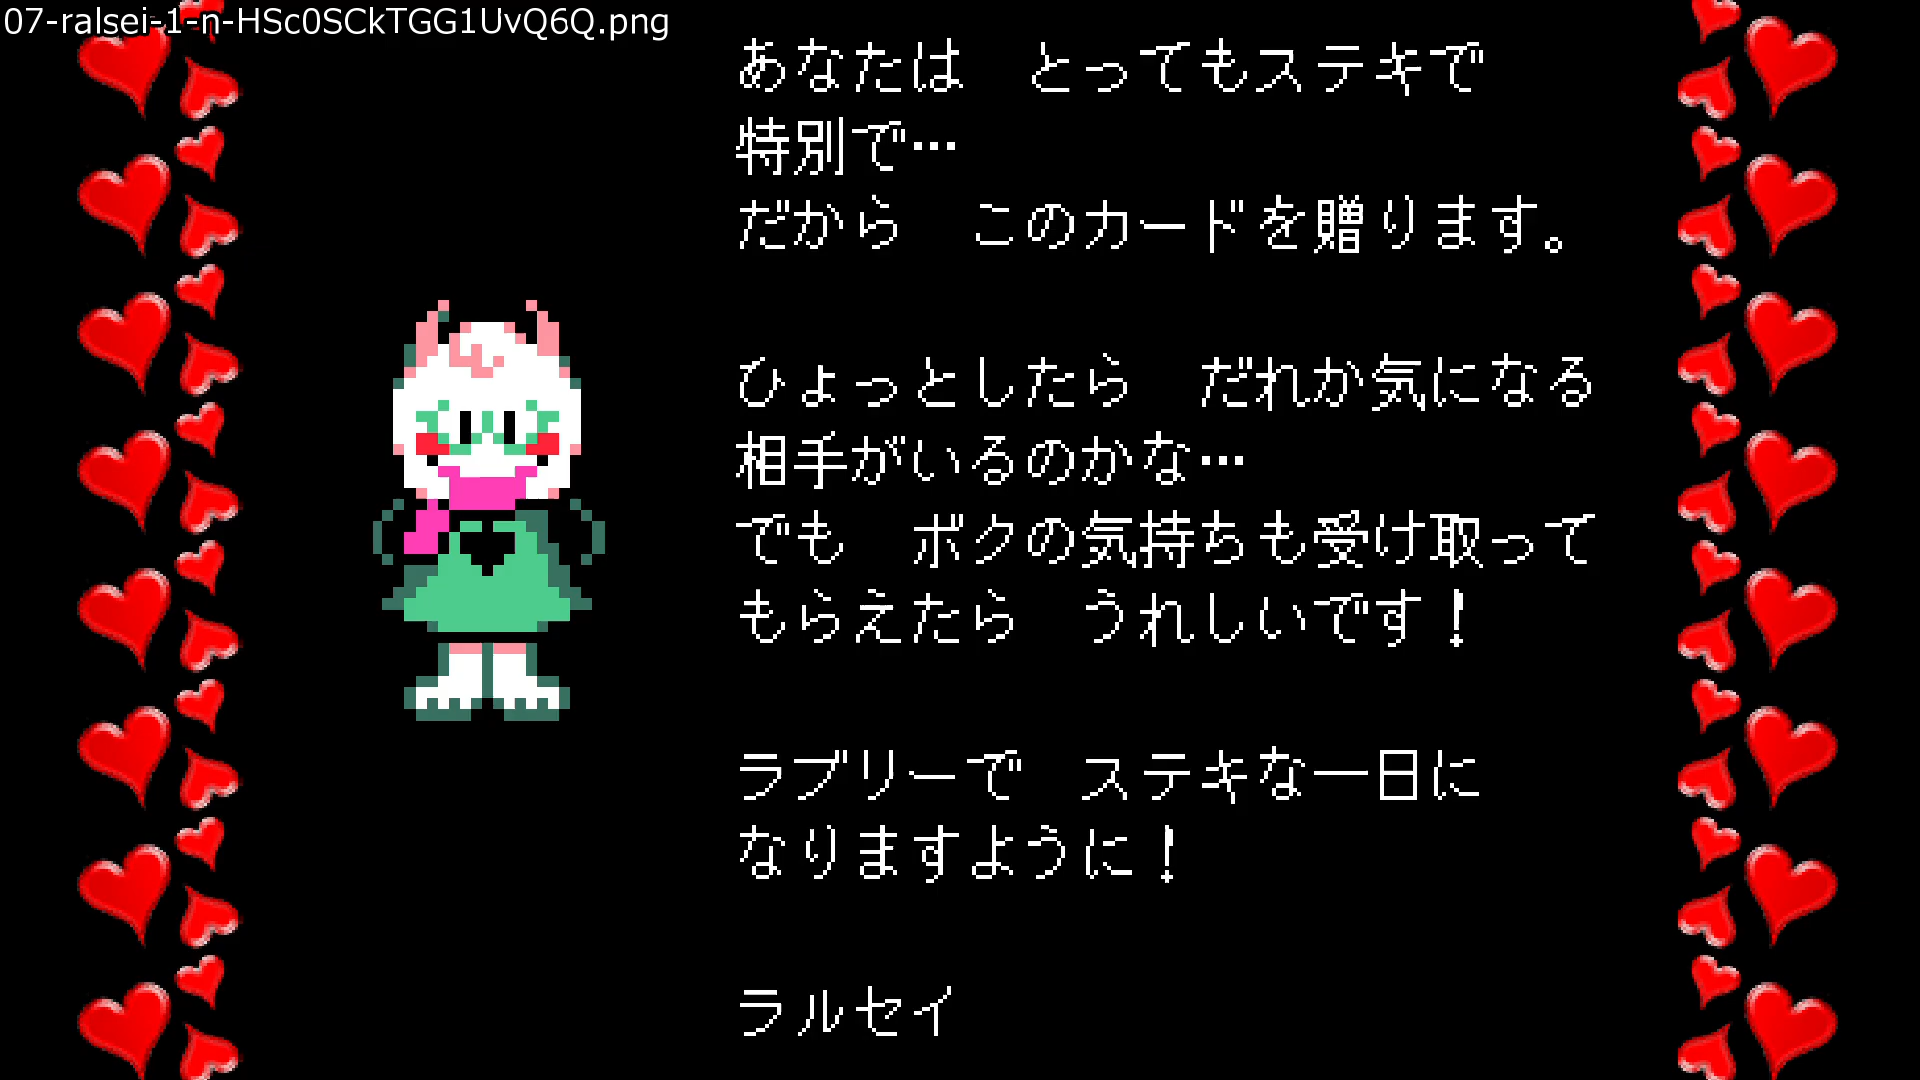 07-ralsei-1-n-HSc0SCkTGG1UvQ6Q.png
あなたは　とってもステキで
特別で…
だから　このカードを贈ります。
ひょっとしたら　だれか気になる
相手がいるのかな…
でも　ボクの気持ちも受け取って
もらえたら　うれしいです！
ラブリーで　ステキな一日に
なりますように！
ラルセイ